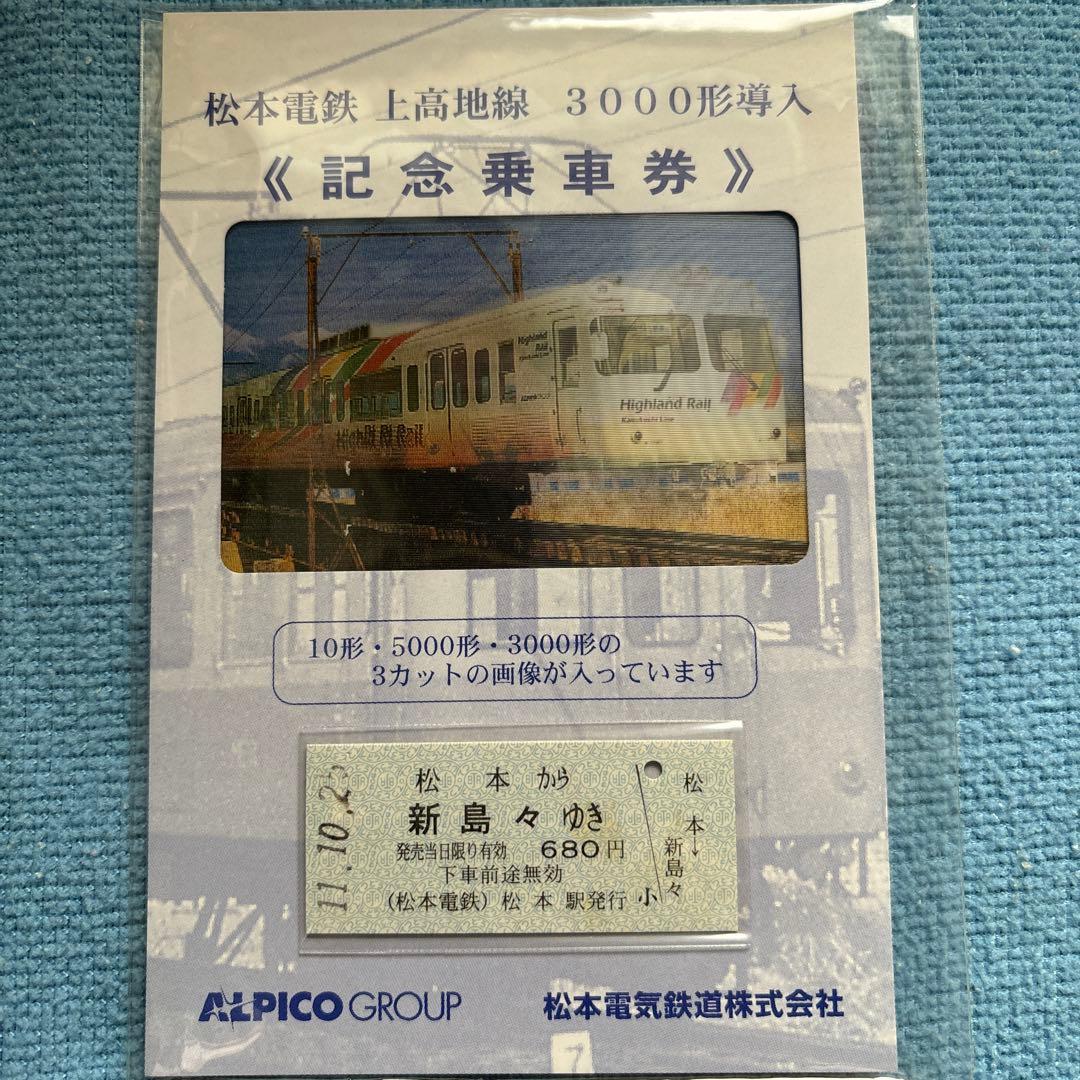 松本電鉄 上高地線 3000形導入
《記念乗車券》
Highland
Rail
Highland Rail
10形・5000形・3000形の
3カットの画像が入っています
松 本 から
新 島 々 ゆき
発売当日限り有効 680円
下車前途無効
(松本電鉄) 松 本 駅発行
小
松本→新島々
11.10.2
ALPICO GROUP
松本電気鉄道株式会社